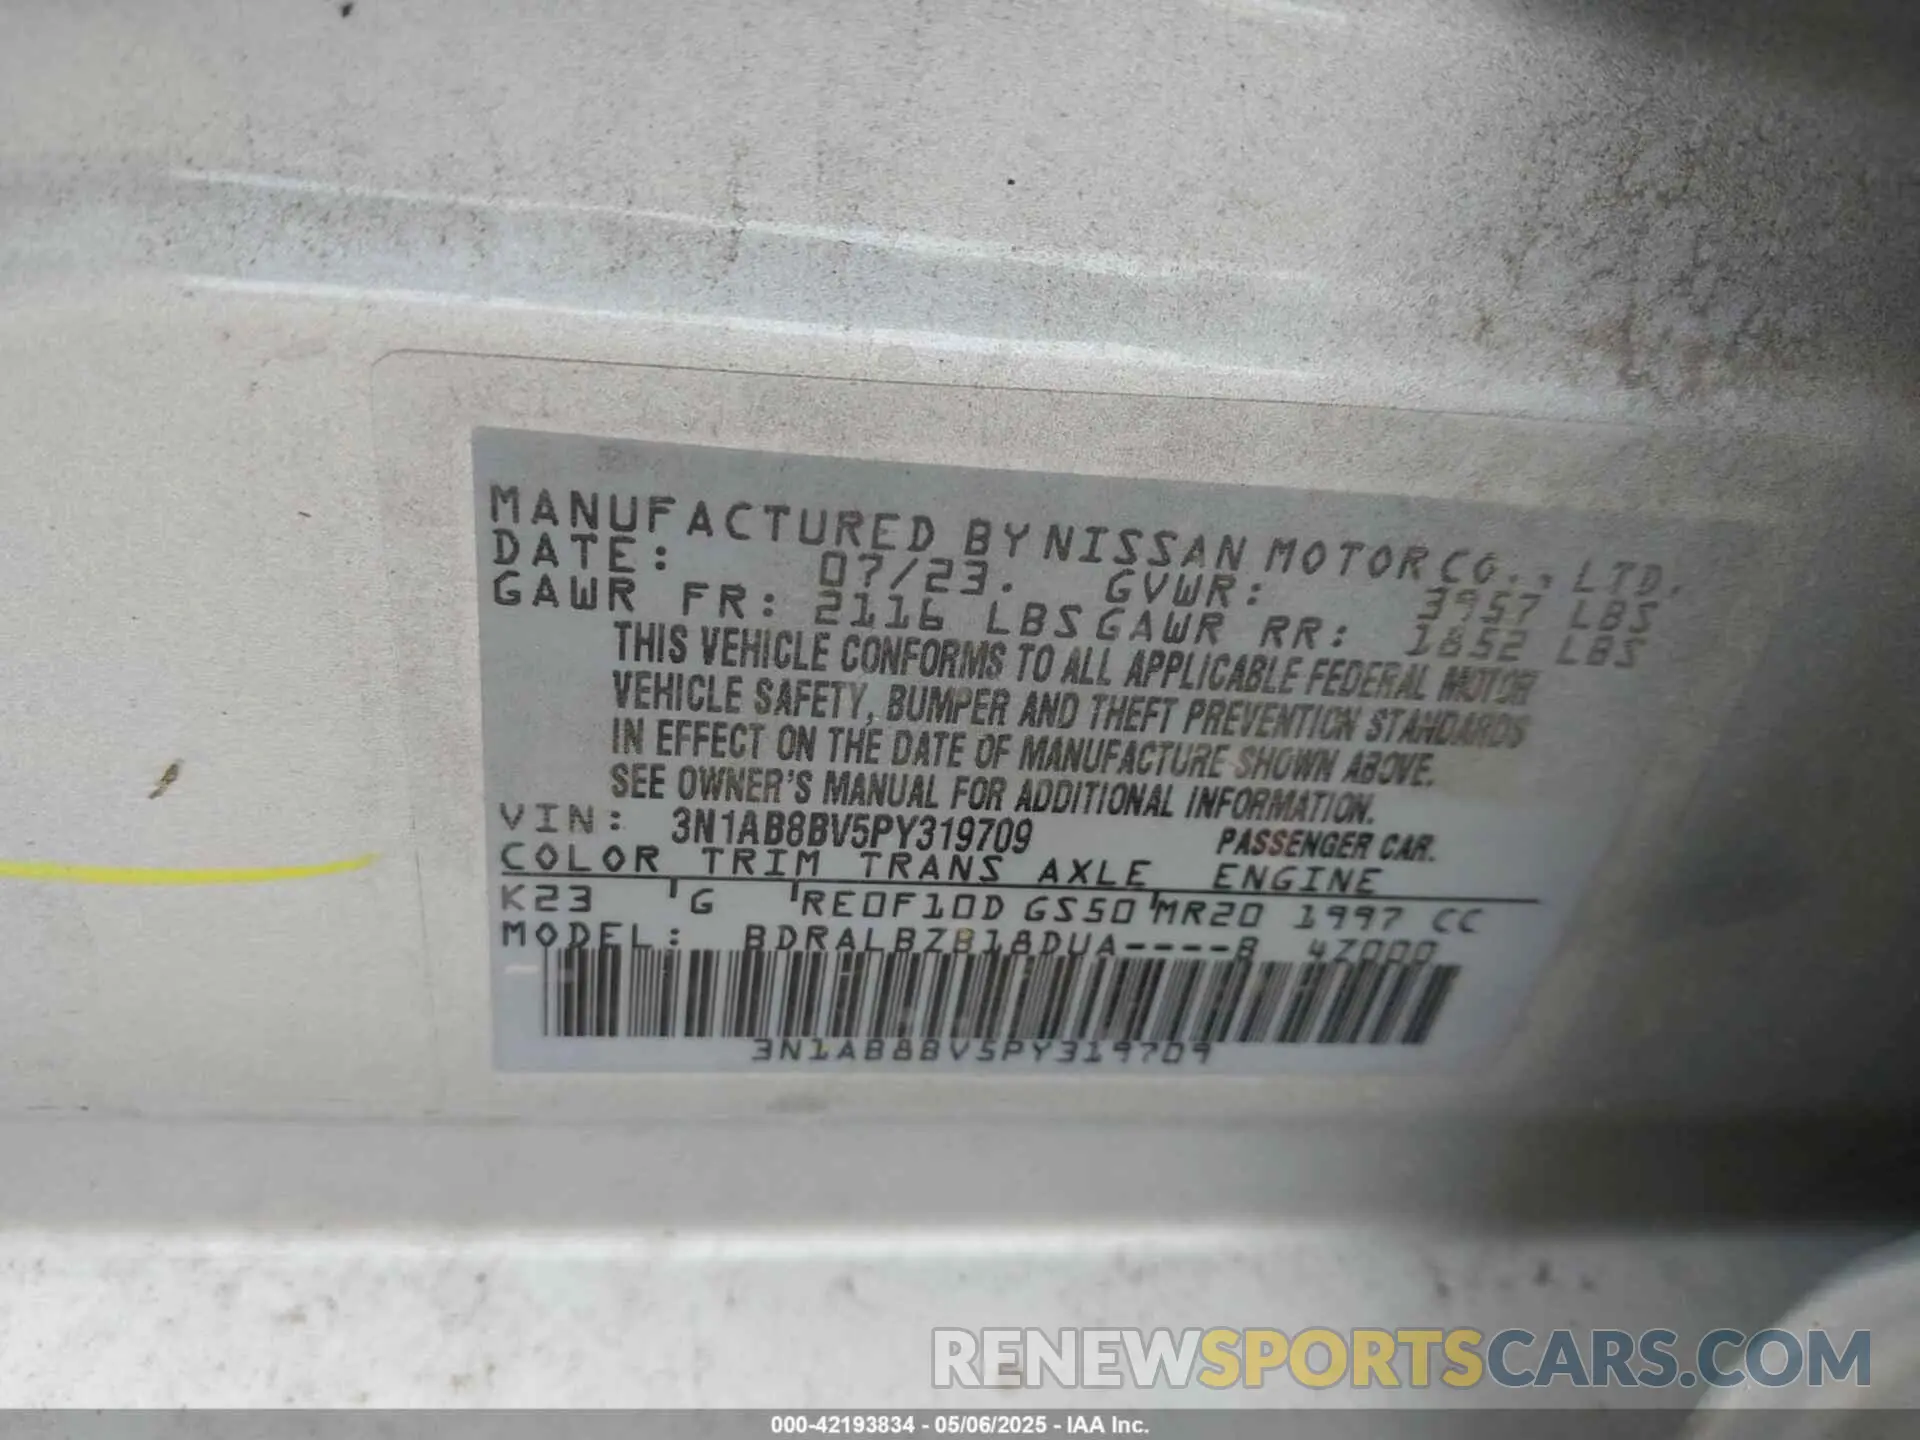 MANUFACTURED BY NISSAN MOTOR CO., LTD.
DATE: 07/23. GVWR: 3957 LBS
GAWR FR: 2116 LBS GAWR RR: 1852 LBS
THIS VEHICLE CONFORMS TO ALL APPLICABLE FEDERAL MOTOR
VEHICLE SAFETY, BUMPER AND THEFT PREVENTION STANDARDS
IN EFFECT ON THE DATE OF MANUFACTURE SHOWN ABOVE.
SEE OWNER'S MANUAL FOR ADDITIONAL INFORMATION.
VIN: 3N1AB8BV5PY319709 PASSENGER CAR.
COLOR TRIM TRANS AXLE ENGINE
K23 G RE0F10D GS50 MR20 1997 CC
MODEL: BDRALBZB18DUA----B 4Z000
3N1AB8BV5PY319709
RENEWSPORTSCARS.COM
000-42193834 - 05/06/2025 - IAA Inc.